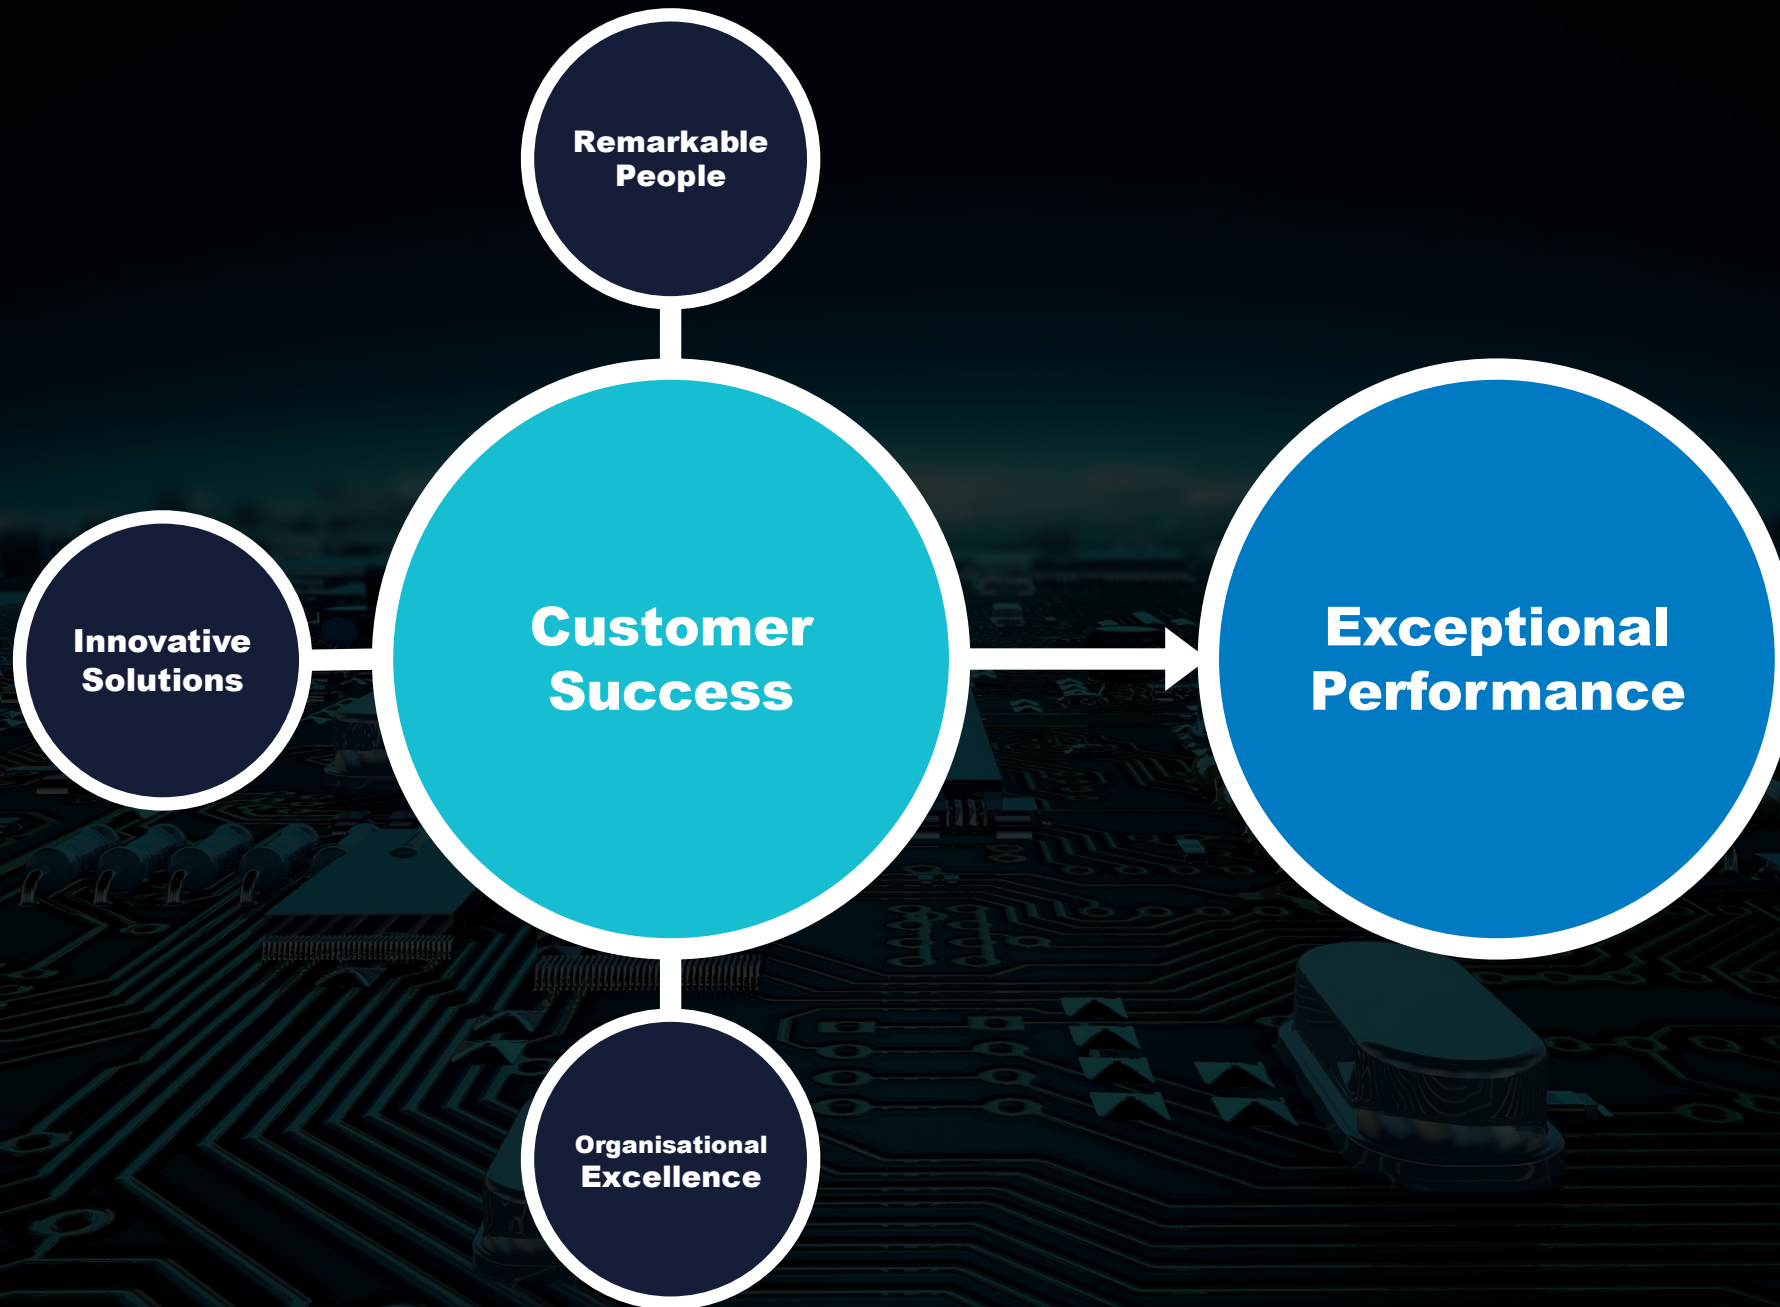 Remarkable
People
Innovative
Solutions
Customer
Success
Exceptional
Performance
Organisational
Excellence